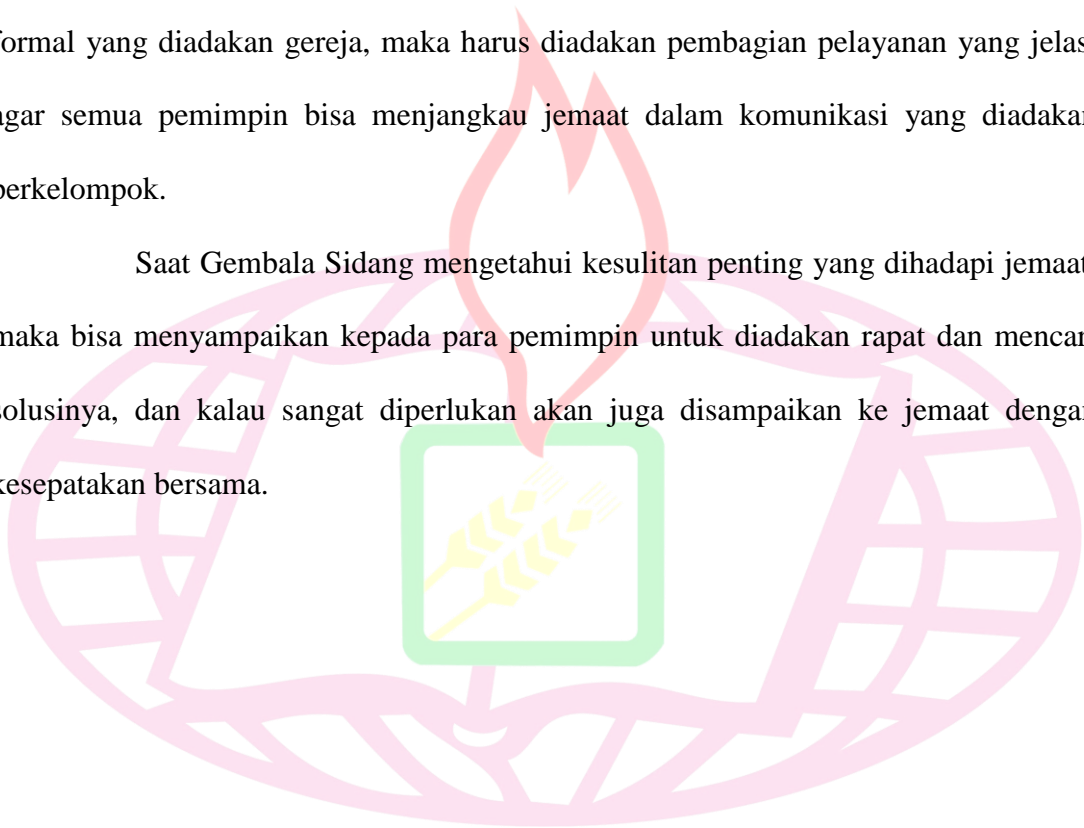 formal yang diadakan gereja, maka harus diadakan pembagian pelayanan yang jelas
agar semua pemimpin bisa menjangkau jemaat dalam komunikasi yang diadakan
berkelompok.
Saat Gembala Sidang mengetahui kesulitan penting yang dihadapi jemaat
maka bisa menyampaikan kepada para pemimpin untuk diadakan rapat dan mencari
solusinya, dan kalau sangat diperlukan akan juga disampaikan ke jemaat dengan
kesepatakan bersama.